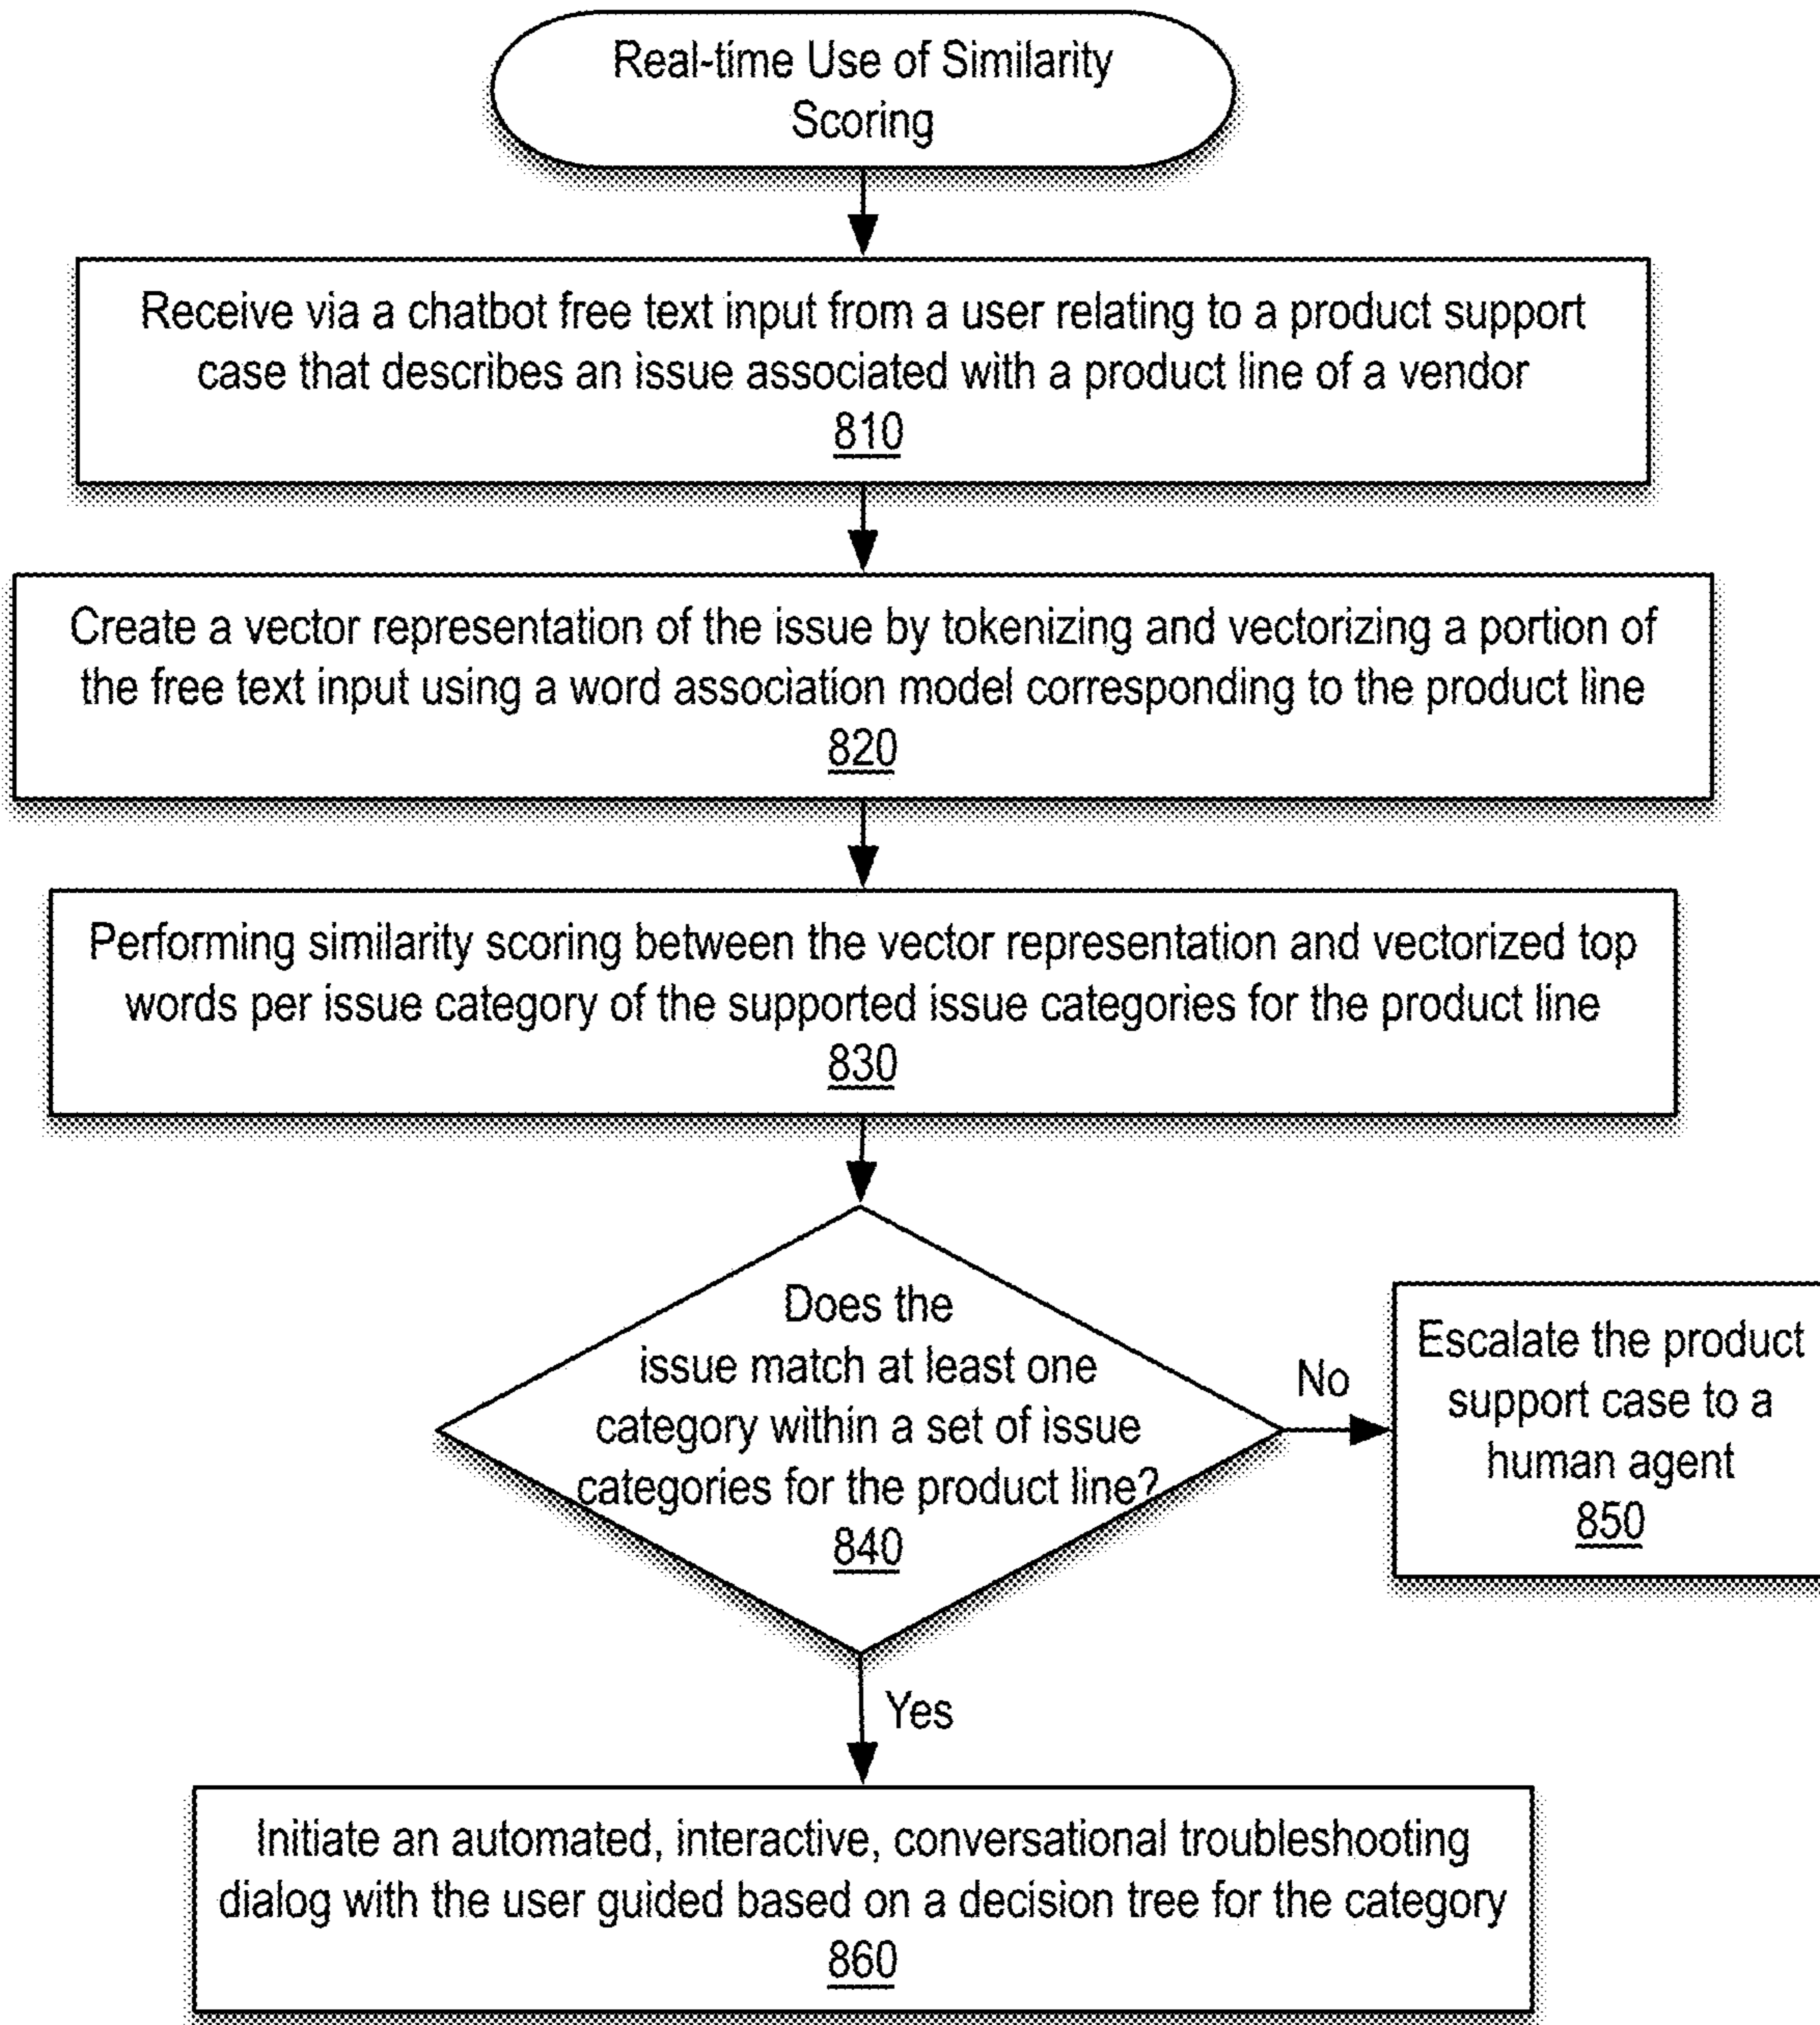 Real-time Use of Similarity
Scoring
Receive via a chatbot free text input from a user relating to a product support
case that describes an issue associated with a product line of a vendor
810
Create a vector representation of the issue by tokenizing and vectorizing a portion of
the free text input using a word association model corresponding to the product line
820
Performing similarity scoring between the vector representation and vectorized top
words per issue category of the supported issue categories for the product line
830
Does the
issue match at least one
category within a set of issue
categories for the product line?
840
No
Escalate the product
support case to a
human agent
850
Yes
Initiate an automated, interactive, conversational troubleshooting
dialog with the user guided based on a decision tree for the category
860